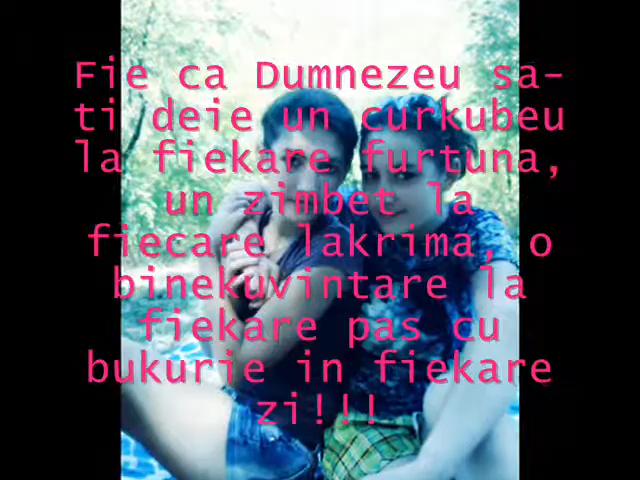 Fie ca Dumnezeu sa-
ti deie un curkubeu
la fiekare furtuna,
un zimbet la
fiecare lakrima, o
binekuvintare la
fiekare pas cu
bukurie in fiekare
zi!!!